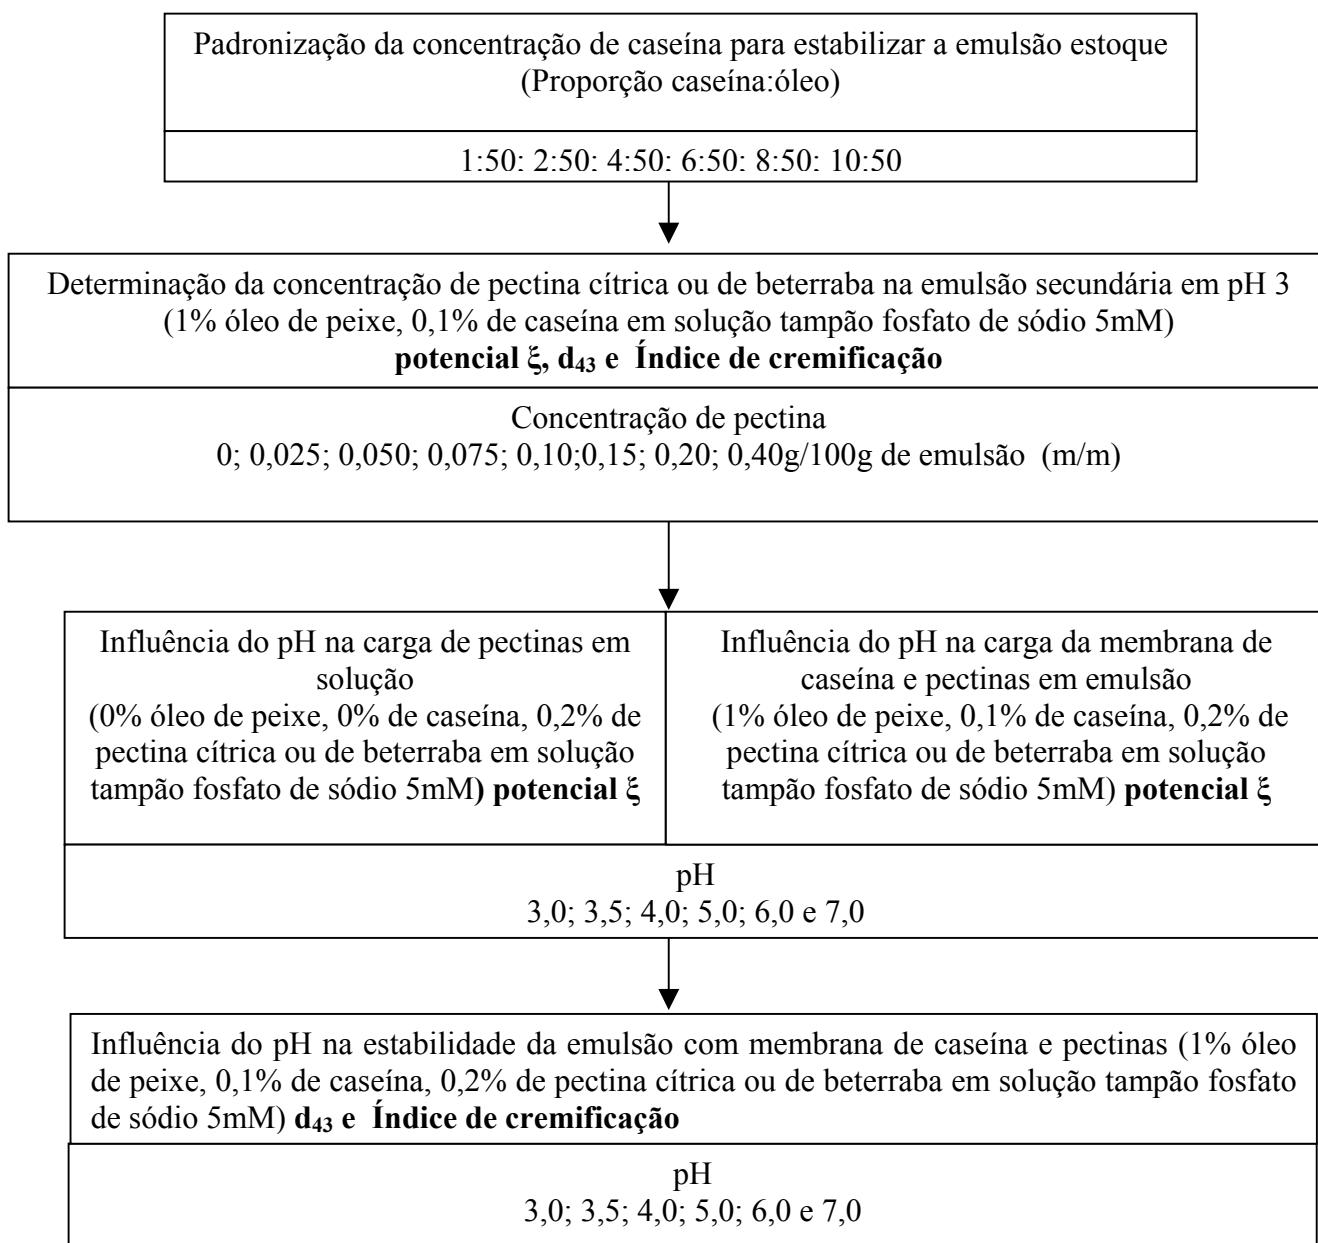 Padronização da concentração de caseína para estabilizar a emulsão estoque
(Proporção caseína:óleo)
1:50; 2:50; 4:50; 6:50; 8:50; 10:50
Determinação da concentração de pectina cítrica ou de beterraba na emulsão secundária em pH 3
(1% óleo de peixe, 0,1% de caseína em solução tampão fosfato de sódio 5mM)
potencial ξ, d₄₃ e Índice de cremificação
Concentração de pectina
0; 0,025; 0,050; 0,075; 0,10;0,15; 0,20; 0,40g/100g de emulsão (m/m)
Influência do pH na carga de pectinas em
solução
(0% óleo de peixe, 0% de caseína, 0,2% de
pectina cítrica ou de beterraba em solução
tampão fosfato de sódio 5mM) potencial ξ
Influência do pH na carga da membrana de
caseína e pectinas em emulsão
(1% óleo de peixe, 0,1% de caseína, 0,2% de
pectina cítrica ou de beterraba em solução
tampão fosfato de sódio 5mM) potencial ξ
pH
3,0; 3,5; 4,0; 5,0; 6,0 e 7,0
Influência do pH na estabilidade da emulsão com membrana de caseína e pectinas (1% óleo
de peixe, 0,1% de caseína, 0,2% de pectina cítrica ou de beterraba em solução tampão fosfato
de sódio 5mM) d₄₃ e Índice de cremificação
pH
3,0; 3,5; 4,0; 5,0; 6,0 e 7,0